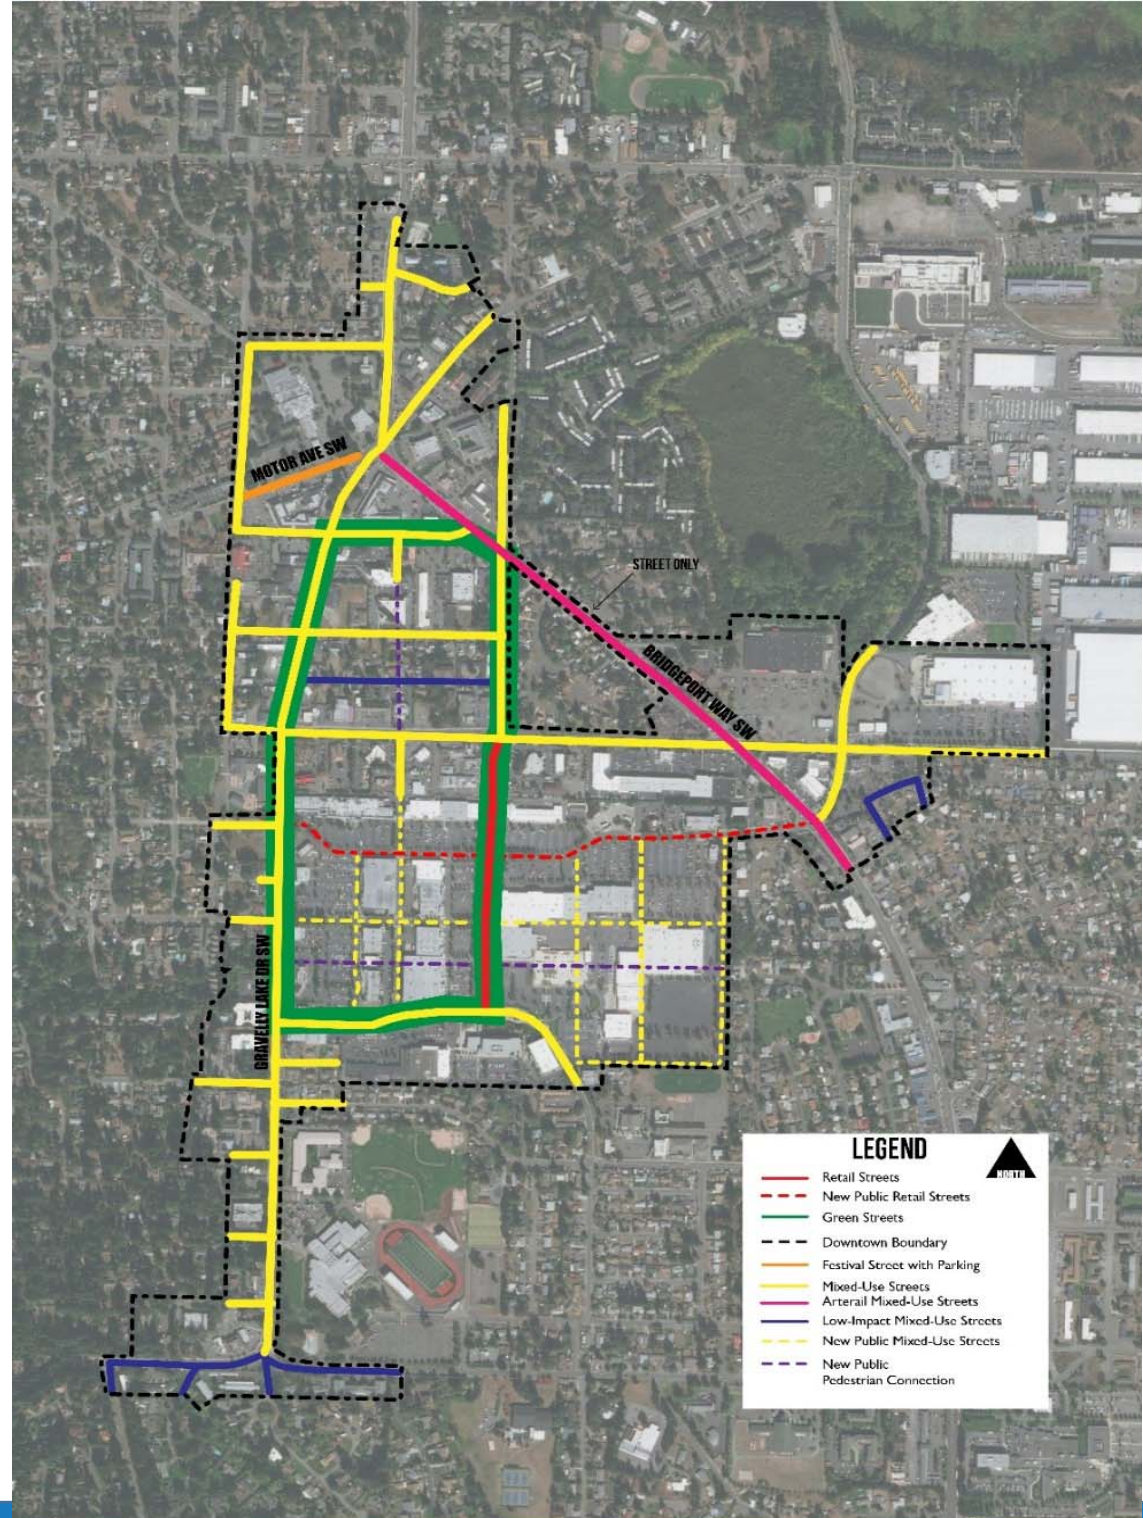 MOTOR AVE SW
STREET ONLY
BRIDGEPORT WAY SW
GRAVELLY LAKE DR SW
LEGEND
NORTH
Retail Streets
New Public Retail Streets
Green Streets
Downtown Boundary
Festival Street with Parking
Mixed-Use Streets
Arterail Mixed-Use Streets
Low-Impact Mixed-Use Streets
New Public Mixed-Use Streets
New Public
Pedestrian Connection